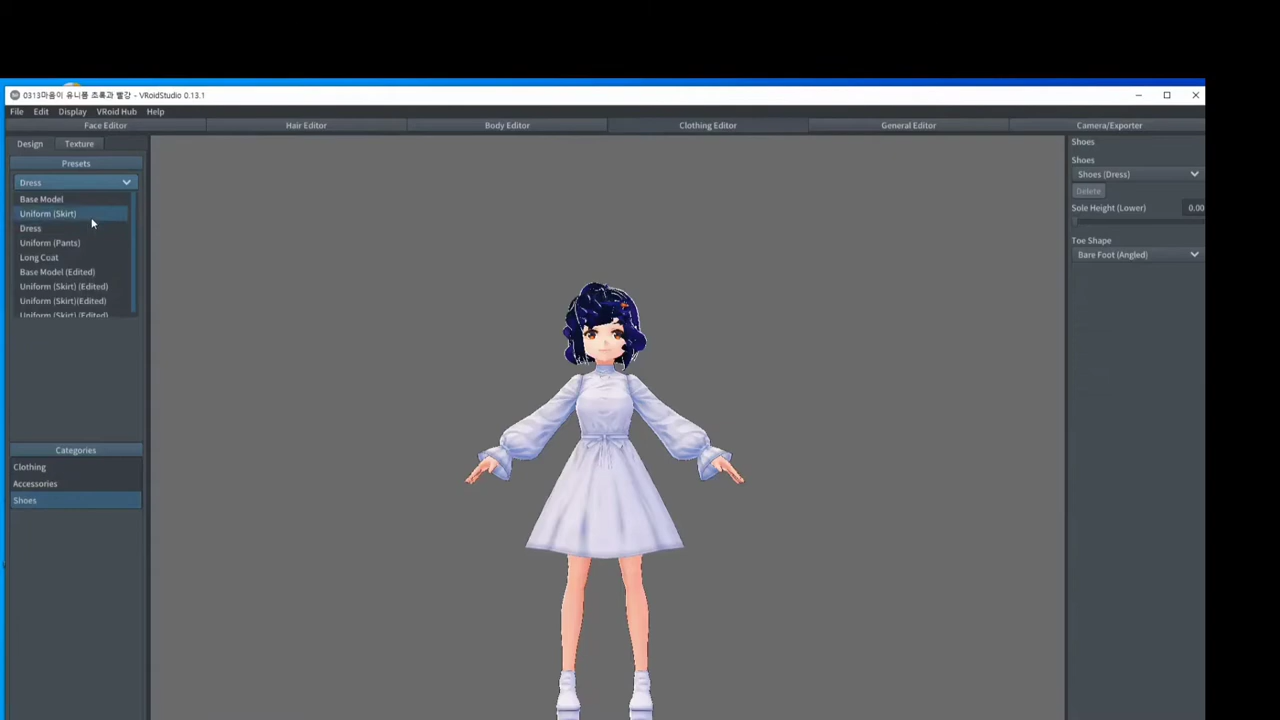 0313마음이 유니폼 초록과 빨강 - VRoidStudio 0.13.1
File Edit Display VRoid Hub Help
Face Editor Hair Editor Body Editor Clothing Editor General Editor Camera/Exporter
Design Texture
Presets
Dress
Base Model
Uniform (Skirt)
Dress
Uniform (Pants)
Long Coat
Base Model (Edited)
Uniform (Skirt) (Edited)
Uniform (Skirt)(Edited)
Uniform (Skirt) (Edited)
Categories
Clothing
Accessories
Shoes
Shoes
Shoes
Shoes (Dress)
Delete
Sole Height (Lower) 0.00
Toe Shape
Bare Foot (Angled)